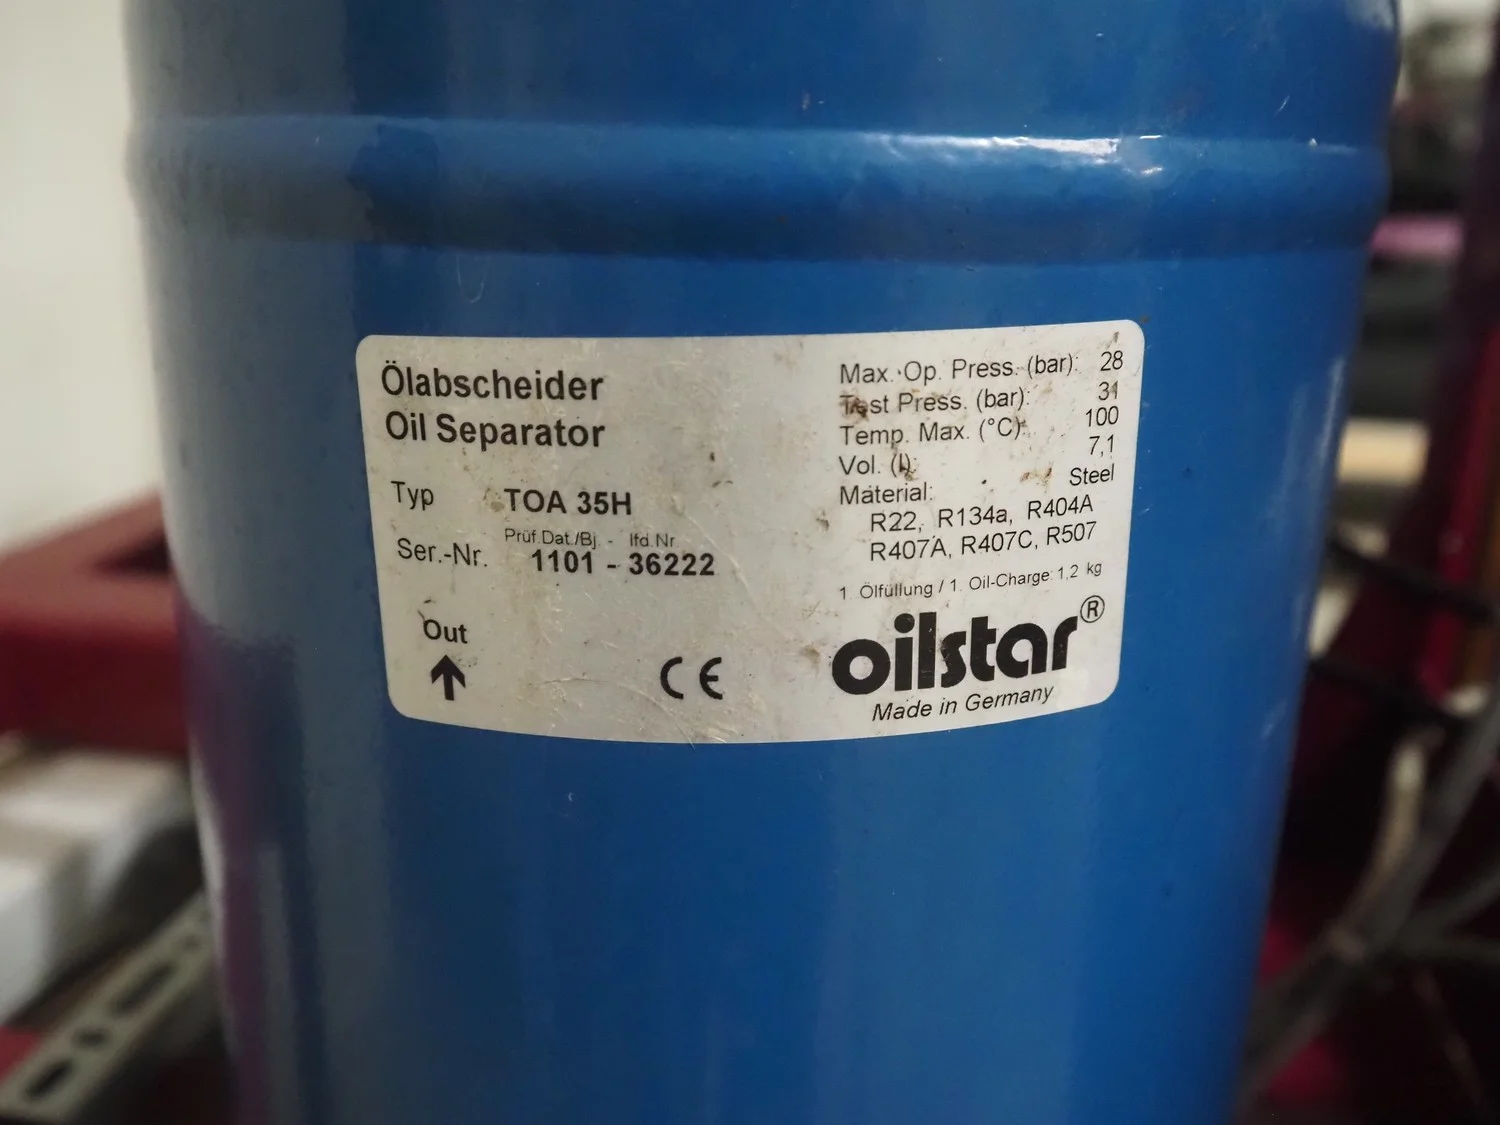 Ölabscheider
Oil Separator
Typ TOA 35H
Prüf.Dat./Bj. - lfd.Nr.
Ser.-Nr. 1101 - 36222
Out
CE
Max. Op. Press. (bar): 28
Test Press. (bar): 31
Temp. Max. (°C): 100
Vol. (l): 7,1
Material: Steel
R22, R134a, R404A
R407A, R407C, R507
1. Ölfüllung / 1. Oil-Charge: 1,2 kg
oilstar®
Made in Germany